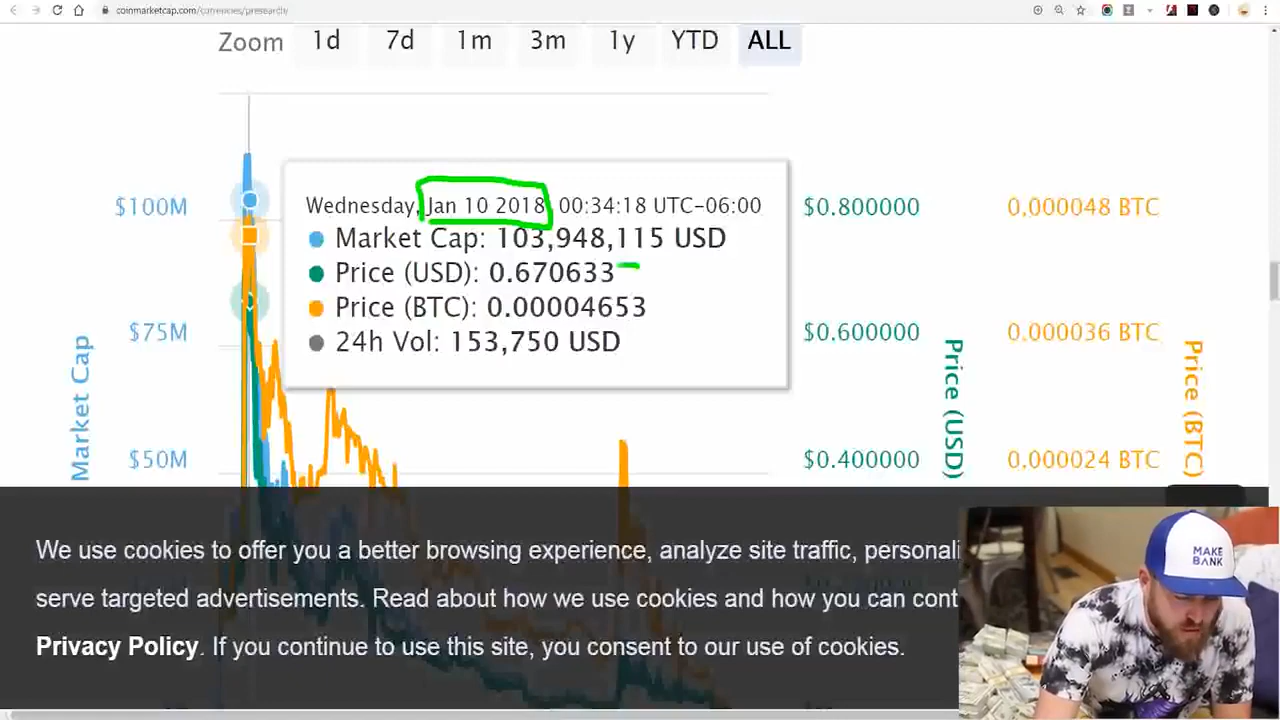 coinmarketcap.com/currencies/presearch/
Zoom 1d 7d 1m 3m 1y YTD ALL
Wednesday, Jan 10 2018, 00:34:18 UTC-06:00
Market Cap: 103,948,115 USD
Price (USD): 0.670633
Price (BTC): 0.00004653
24h Vol: 153,750 USD
$100M
$75M
$50M
Market Cap
$0.800000
$0.600000
$0.400000
Price (USD)
0.000048 BTC
0.000036 BTC
0.000024 BTC
Price (BTC)
We use cookies to offer you a better browsing experience, analyze site traffic, personali
serve targeted advertisements. Read about how we use cookies and how you can cont
Privacy Policy. If you continue to use this site, you consent to our use of cookies.
MAKE
BANK